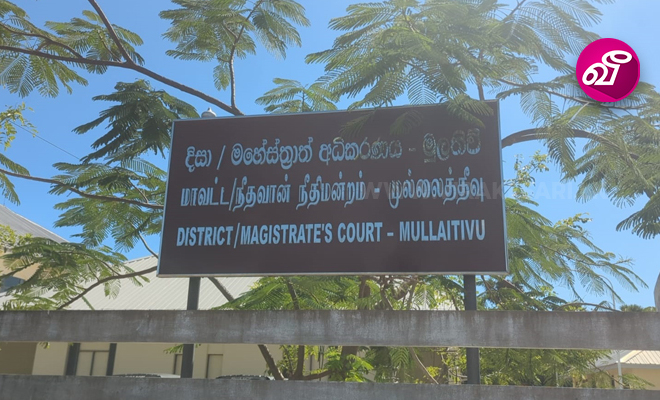 වී
දිසා / මහේස්ත්‍රාත් අධිකරණය - මුලතිව්
மாவட்ட/நீதவான் நீதிமன்றம் முல்லைத்தீவு
DISTRICT/MAGISTRATE'S COURT – MULLAITIVU